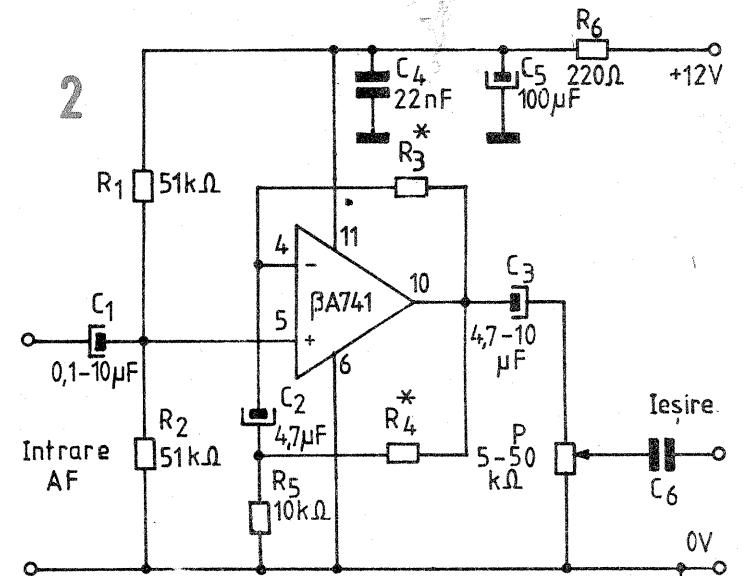 2
R6
220Ω
+12V
C4
22nF
C5
100µF
R3*
R1
51kΩ
4
11
10
–
βA741
5
+
6
C1
0,1-10µF
C3
4,7-10
µF
C2
4,7µF
R4*
R2
51kΩ
Intrare
AF
R5
10kΩ
P
5-50
kΩ
Ieşire
C6
0V